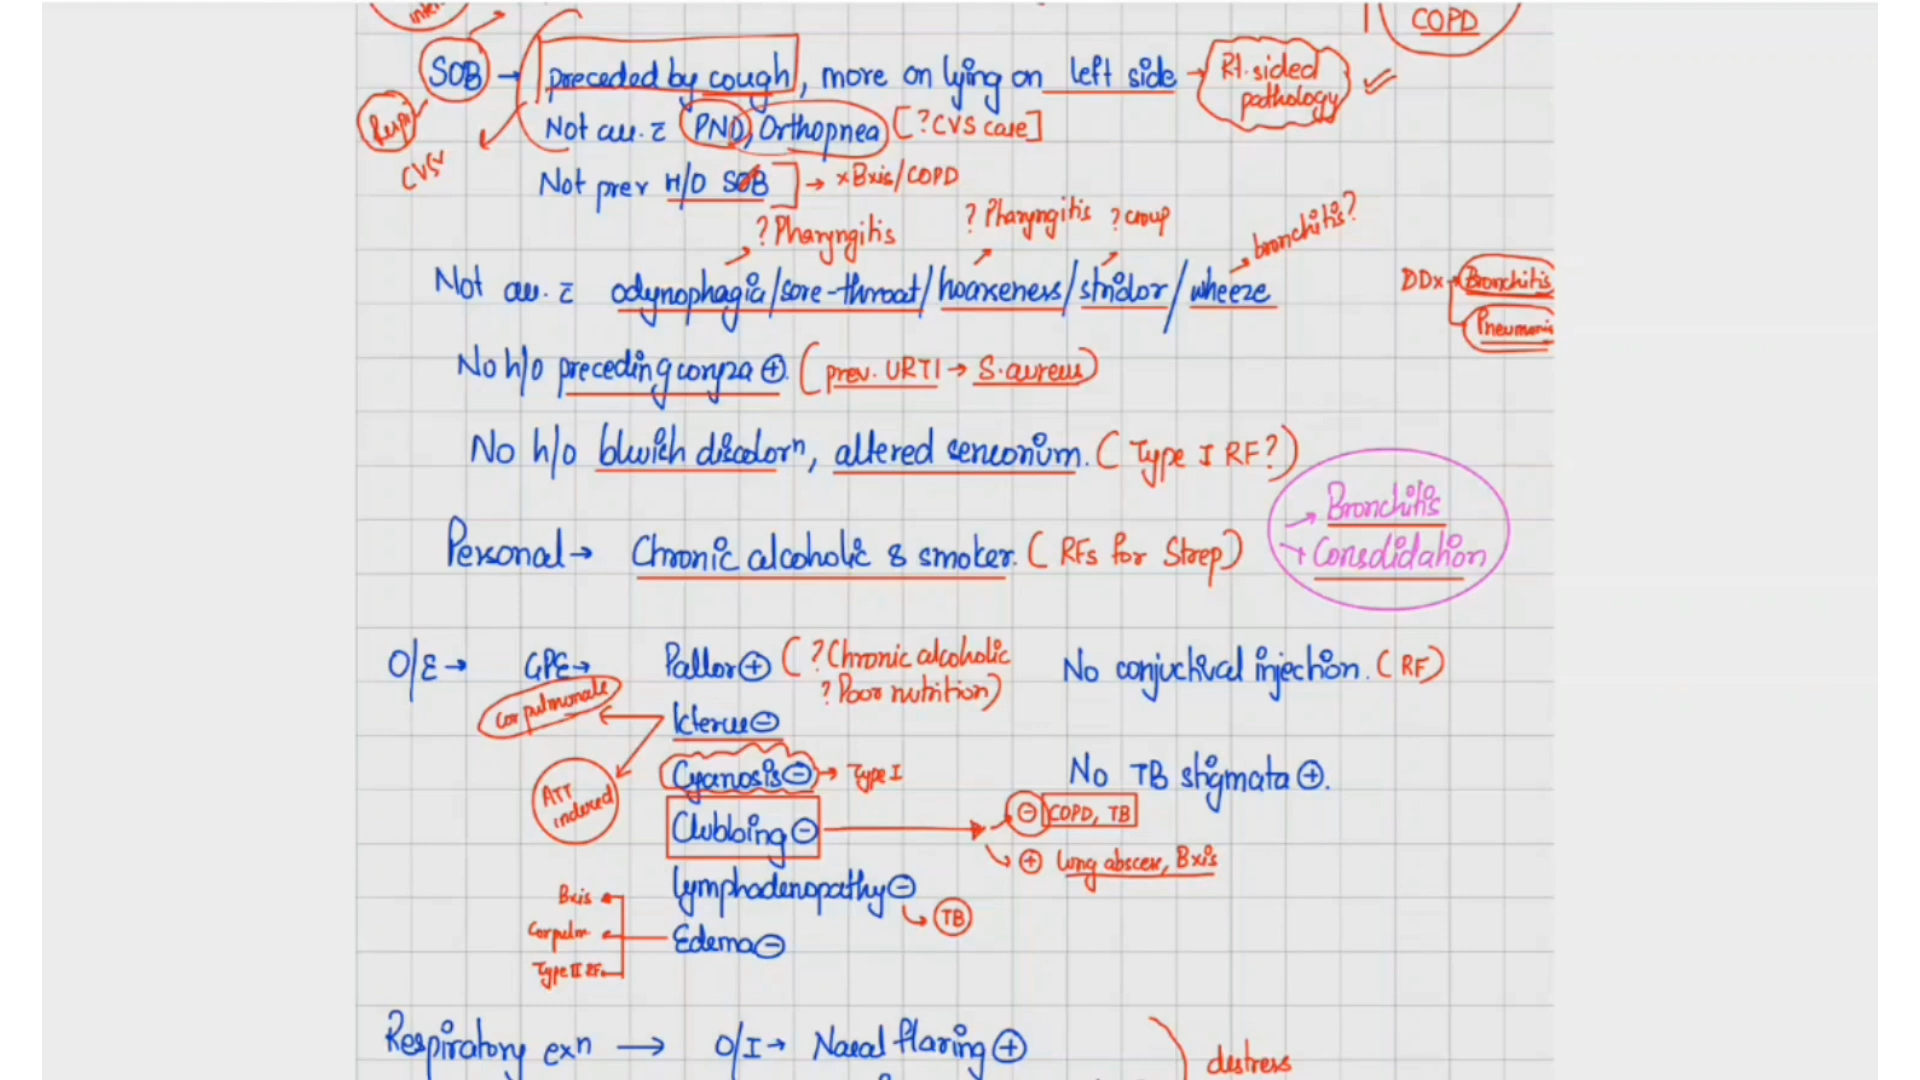 COPD
SOB → preceded by cough, more on lying on left side → Rt. sided pathology
Respi
CVS
Not ass. c̄ PND, Orthopnea [?CVS case]
Not prev H/O SOB] → xBxis/COPD
? Pharyngitis ? Pharyngitis ? croup bronchitis?
Not ass. c̄ odynophagia/sore-throat/hoarseness/stridor/wheeze
DDx Bronchitis
Pneumonia
No h/o preceding coryza ⊕. (prev. URTI → S. aureus)
No h/o bluish discolorⁿ, altered sensorium. (Type I RF?)
→ Bronchitis
→ Consolidation
Personal → Chronic alcoholic & smoker. (RFs for Strep)
O/E → GPE → Pallor ⊕ (?Chronic alcoholic
? Poor nutrition)
No conjuctival injection. (RF)
Cor pulmonale
Icterus ⊖
ATT induced
Cyanosis ⊖ → Type I
No TB stigmata ⊕.
Clubbing ⊖ → ⊖ COPD, TB
⊕ lung abscess, Bxis
lymphadenopathy ⊖ → TB
Bxis
Corpulm
Type II RF
Edema ⊖
Respiratory exⁿ → O/I → Nasal flaring ⊕
distress